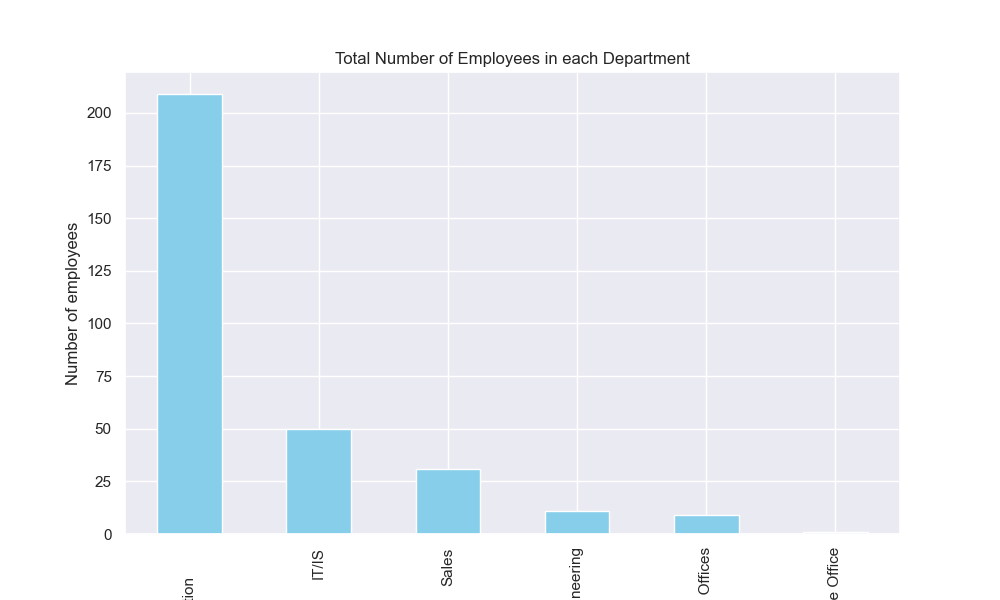 Total Number of Employees in each Department
Number of employees
200
175
150
125
100
75
50
25
0
tion
IT/IS
Sales
neering
Offices
e Office